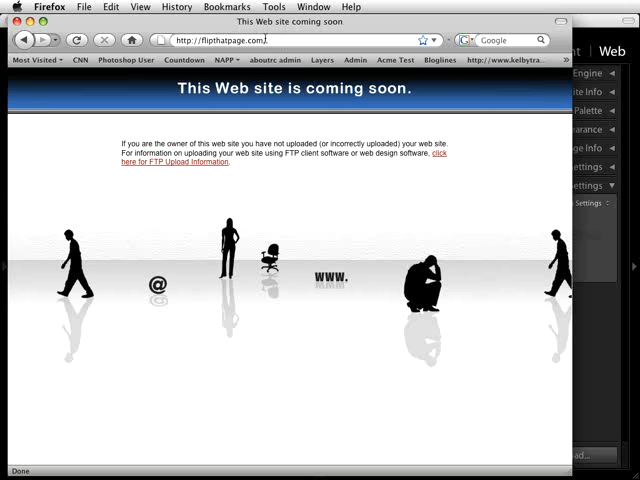 Firefox File Edit View History Bookmarks Tools Window Help
This Web site coming soon
http://flipthatpage.com/
Google
Most Visited CNN Photoshop User Countdown NAPP aboutrc admin Layers Admin Acme Test Bloglines http://www.kelbytra... »
This Web site is coming soon.
If you are the owner of this web site you have not uploaded (or incorrectly uploaded) your web site.
For information on uploading your web site using FTP client software or web design software, click
here for FTP Upload Information.
@
www.
Done
nt | Web
Engine
ite Info
Palette
earance
ge Info
ettings
ettings
Settings
ad...